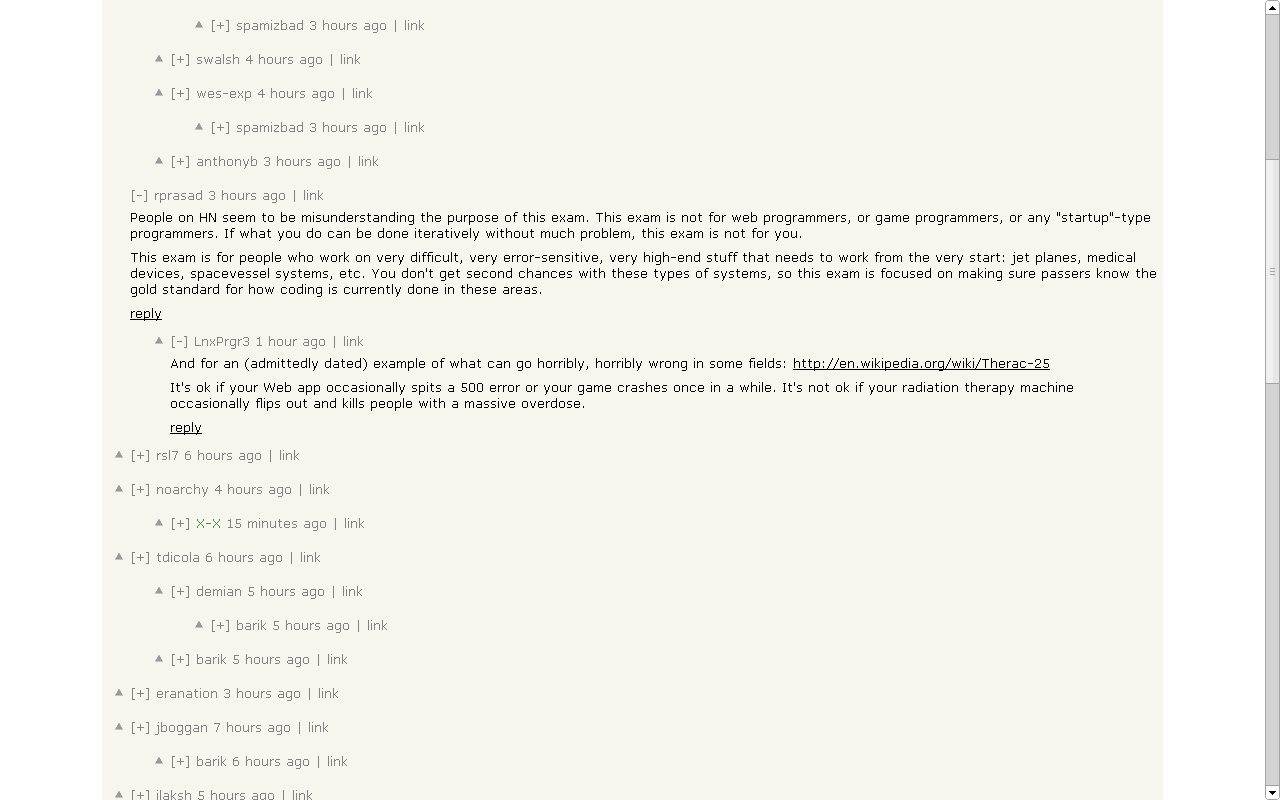 [+] spamizbad 3 hours ago | link
[+] swalsh 4 hours ago | link
[+] wes-exp 4 hours ago | link
[+] spamizbad 3 hours ago | link
[+] anthonyb 3 hours ago | link
[-] rprasad 3 hours ago | link
People on HN seem to be misunderstanding the purpose of this exam. This exam is not for web programmers, or game programmers, or any "startup"-type
programmers. If what you do can be done iteratively without much problem, this exam is not for you.
This exam is for people who work on very difficult, very error-sensitive, very high-end stuff that needs to work from the very start: jet planes, medical
devices, spacevessel systems, etc. You don't get second chances with these types of systems, so this exam is focused on making sure passers know the
gold standard for how coding is currently done in these areas.
reply
[-] LnxPrgr3 1 hour ago | link
And for an (admittedly dated) example of what can go horribly, horribly wrong in some fields: http://en.wikipedia.org/wiki/Therac-25
It's ok if your Web app occasionally spits a 500 error or your game crashes once in a while. It's not ok if your radiation therapy machine
occasionally flips out and kills people with a massive overdose.
reply
[+] rsl7 6 hours ago | link
[+] noarchy 4 hours ago | link
[+] X-X 15 minutes ago | link
[+] tdicola 6 hours ago | link
[+] demian 5 hours ago | link
[+] barik 5 hours ago | link
[+] barik 5 hours ago | link
[+] eranation 3 hours ago | link
[+] jboggan 7 hours ago | link
[+] barik 6 hours ago | link
[+] jlaksh 5 hours ago | link